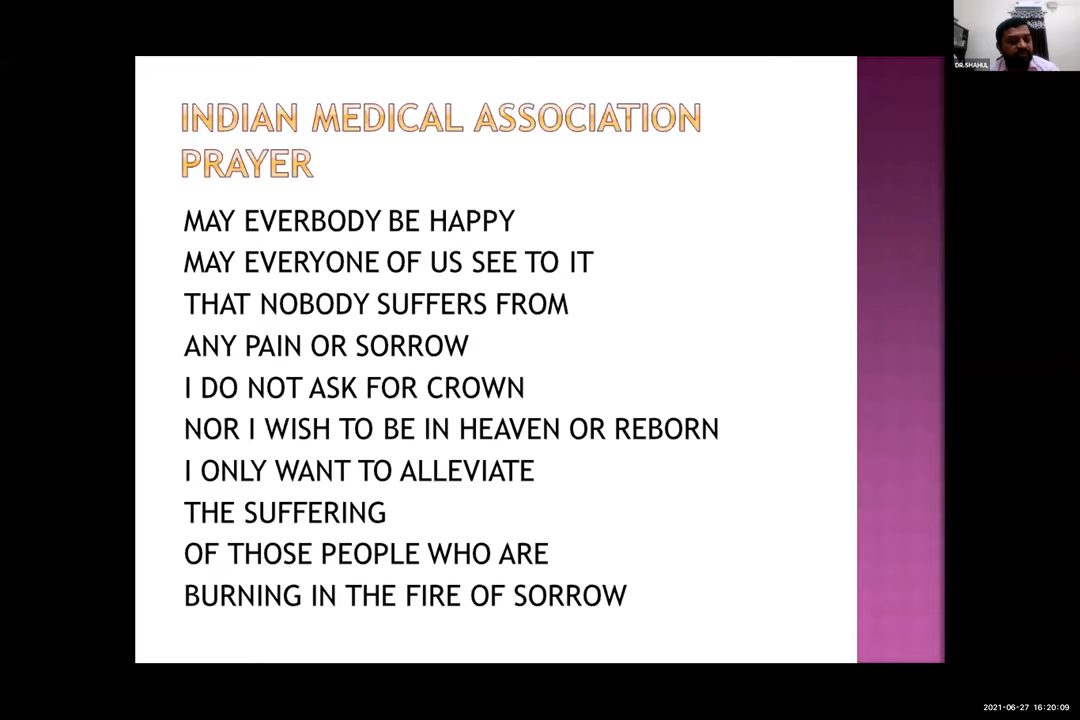 INDIAN MEDICAL ASSOCIATION
PRAYER
MAY EVERBODY BE HAPPY
MAY EVERYONE OF US SEE TO IT
THAT NOBODY SUFFERS FROM
ANY PAIN OR SORROW
I DO NOT ASK FOR CROWN
NOR I WISH TO BE IN HEAVEN OR REBORN
I ONLY WANT TO ALLEVIATE
THE SUFFERING
OF THOSE PEOPLE WHO ARE
BURNING IN THE FIRE OF SORROW
DR.SHAHUL
2021-06-27 16:20:09